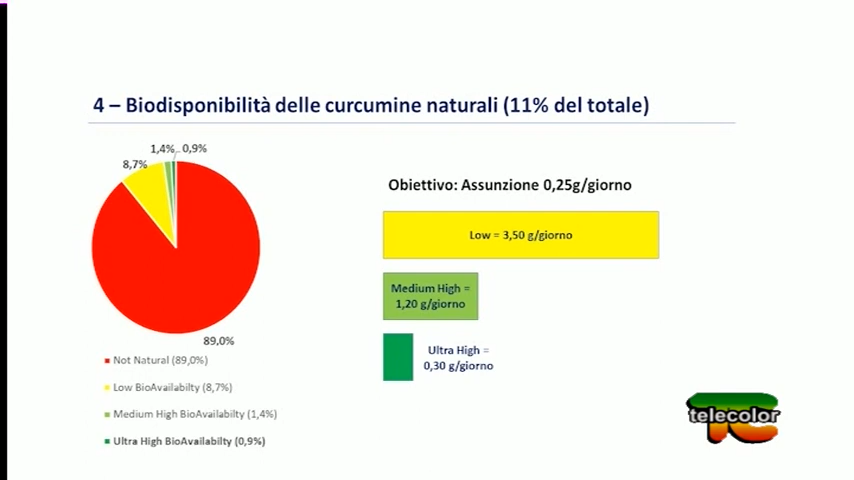 4 – Biodisponibilità delle curcumine naturali (11% del totale)
1,4%
0,9%
8,7%
89,0%
Not Natural (89,0%)
Low BioAvailabilty (8,7%)
Medium High BioAvailabilty (1,4%)
Ultra High BioAvailabilty (0,9%)
Obiettivo: Assunzione 0,25g/giorno
Low = 3,50 g/giorno
Medium High =
1,20 g/giorno
Ultra High =
0,30 g/giorno
telecolor